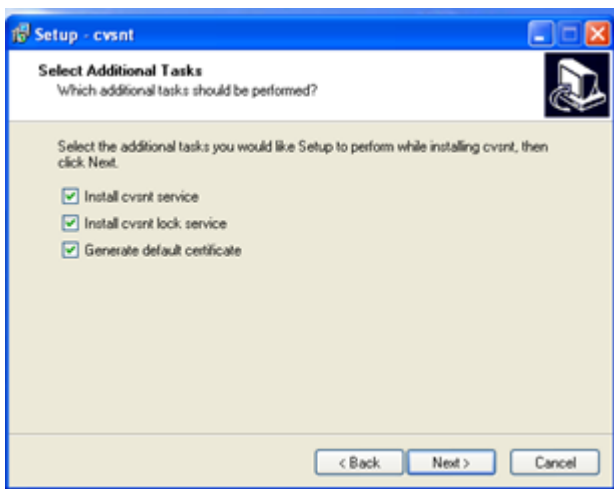 Setup - cvsnt
Select Additional Tasks
Which additional tasks should be performed?
Select the additional tasks you would like Setup to perform while installing cvsnt, then
click Next.
Install cvsnt service
Install cvsnt lock service
Generate default certificate
< Back
Next >
Cancel